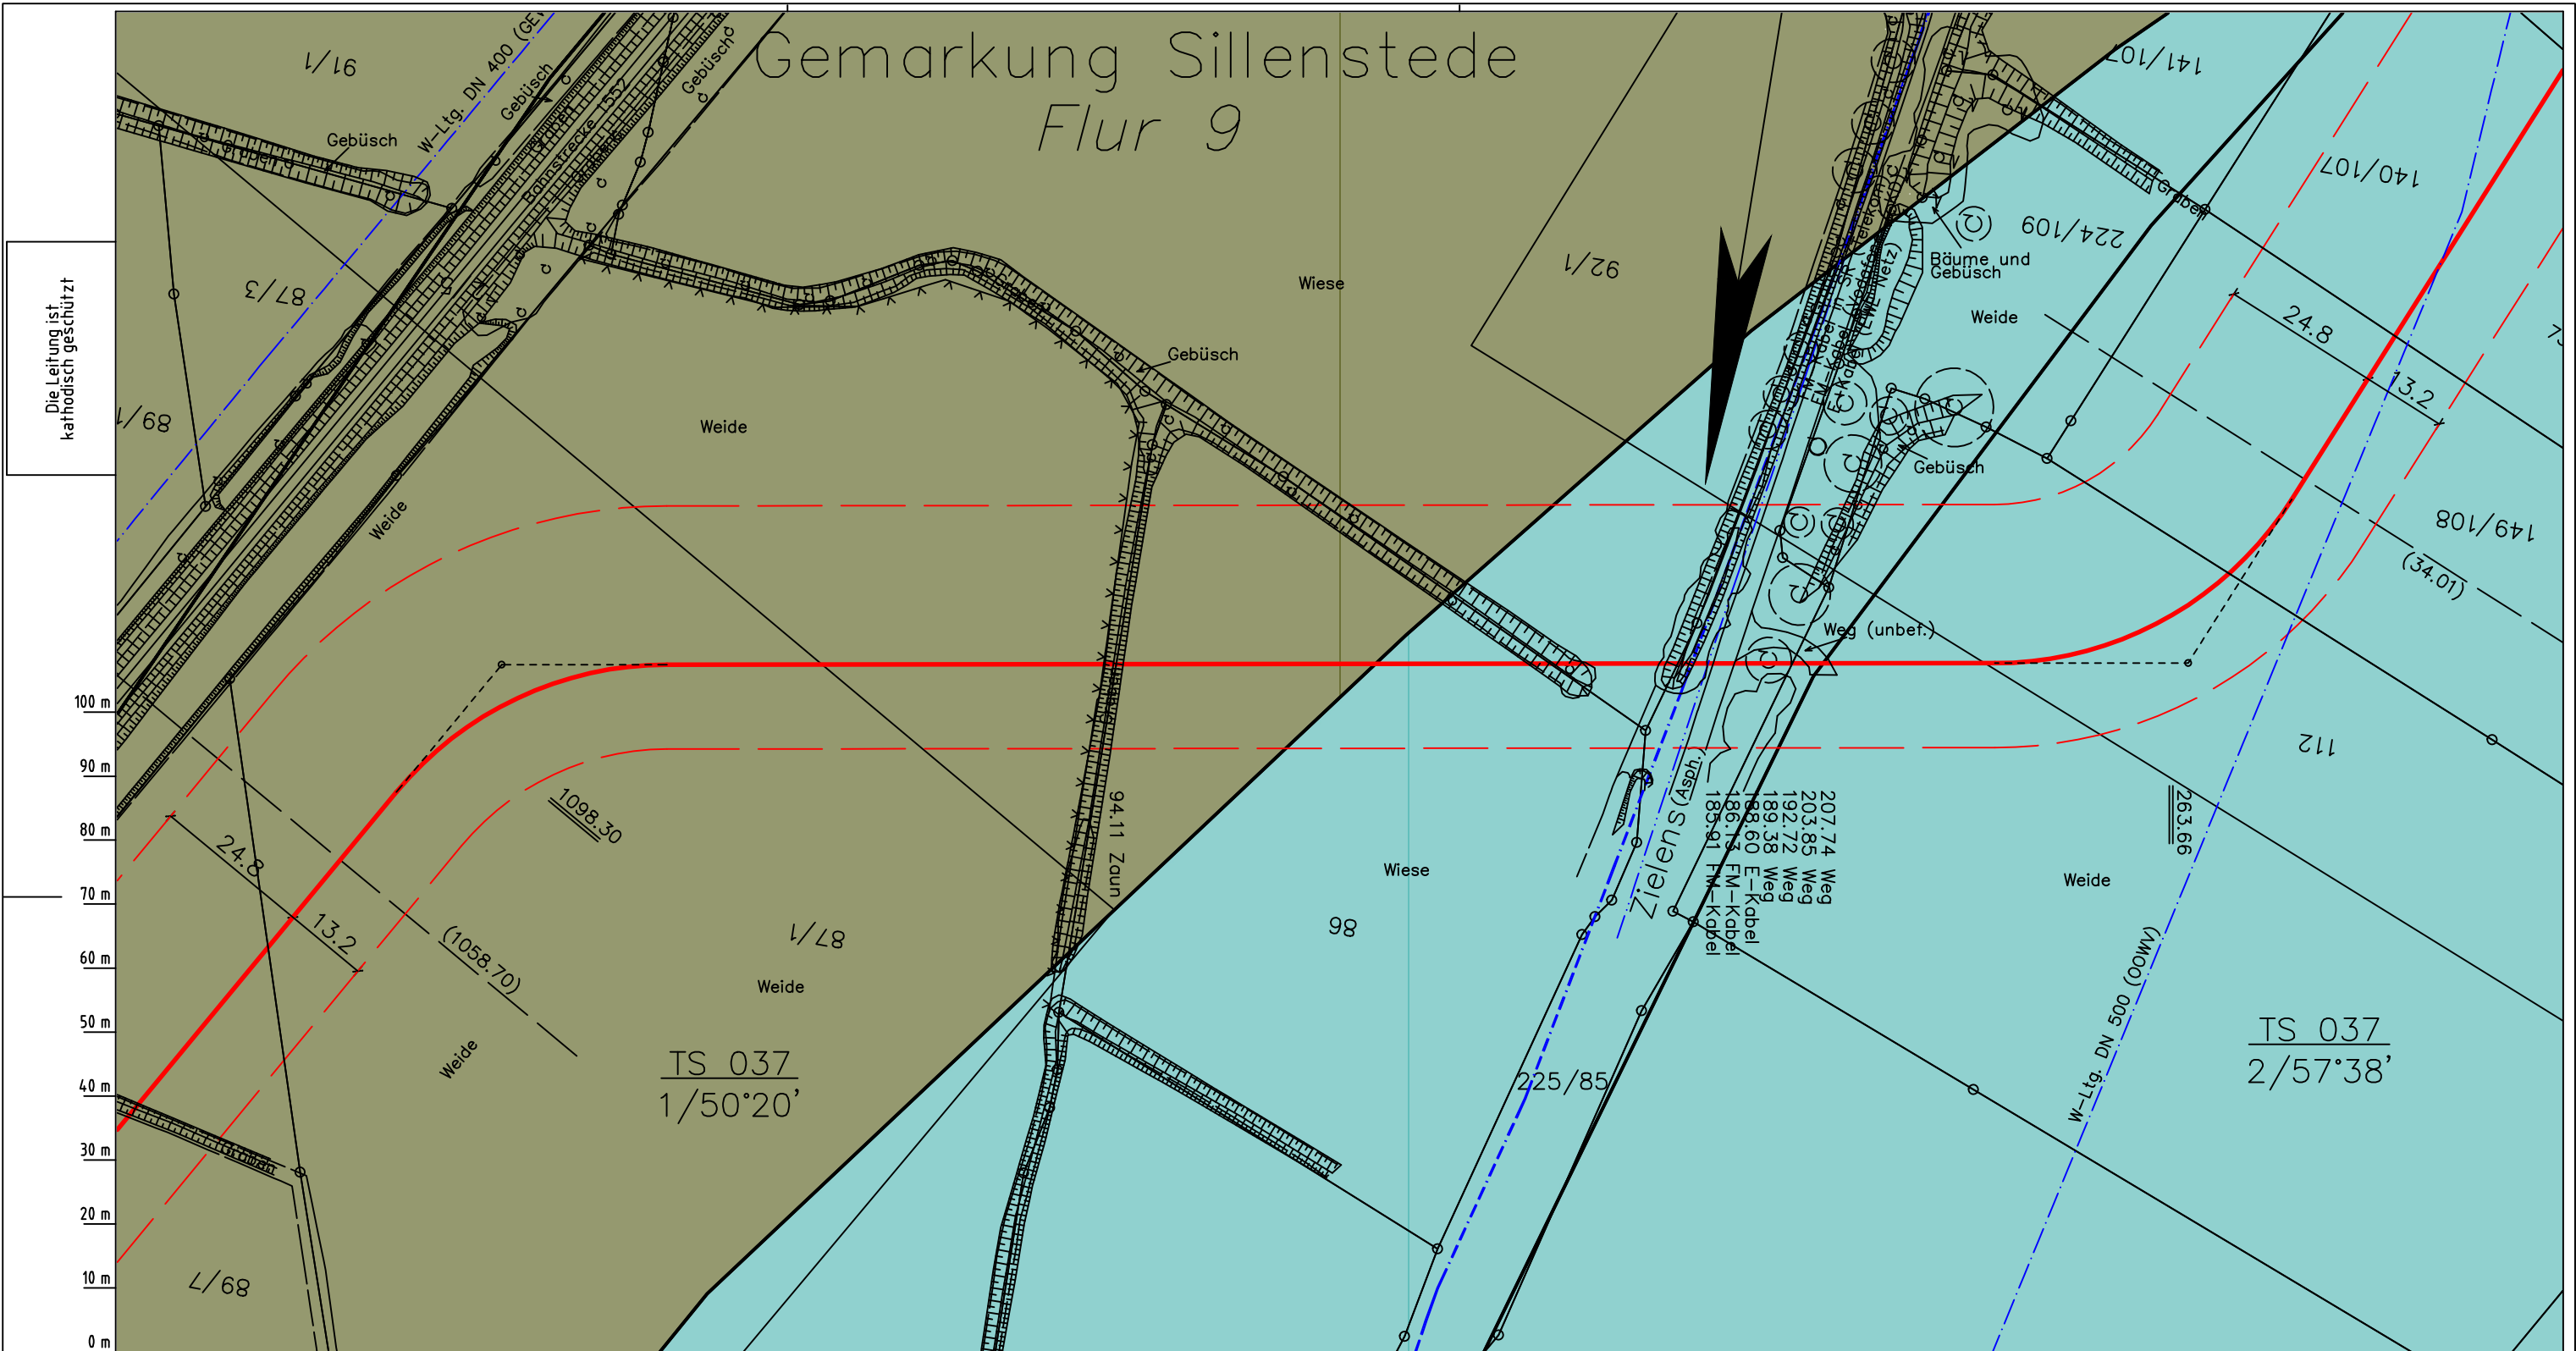 Gemarkung Sillenstede
Flur 9
Die Leitung ist
kathodisch geschützt
91/1
Gebüsch
W-Ltg. DN 400
Gebüsch
Bahnstrecke 1552
Gebüsch
87/3
89/1
Weide
Weide
Wiese
Gebüsch
92/1
141/107
140/107
224/109
Graben
Bäume und
Gebüsch
Weide
24.8
13.2
Gebüsch
149/108
(34.01)
Weg (unbef.)
112
100 m
90 m
80 m
70 m
60 m
50 m
40 m
30 m
20 m
10 m
0 m
1098.30
24.8
13.2
(1058.70)
94.11 Zaun
87/1
Weide
Weide
TS 037
1/50°20'
89/7
Wiese
86
Zielens
(Asph.)
207.74 Weg
203.85 Weg
192.72 Weg
189.38 Weg
188.60 E-Kabel
186.13 FM-Kabel
185.91 FM-Kabel
263.66
Weide
225/85
W-Ltg. DN 500 (OOWV)
TS 037
2/57°38'